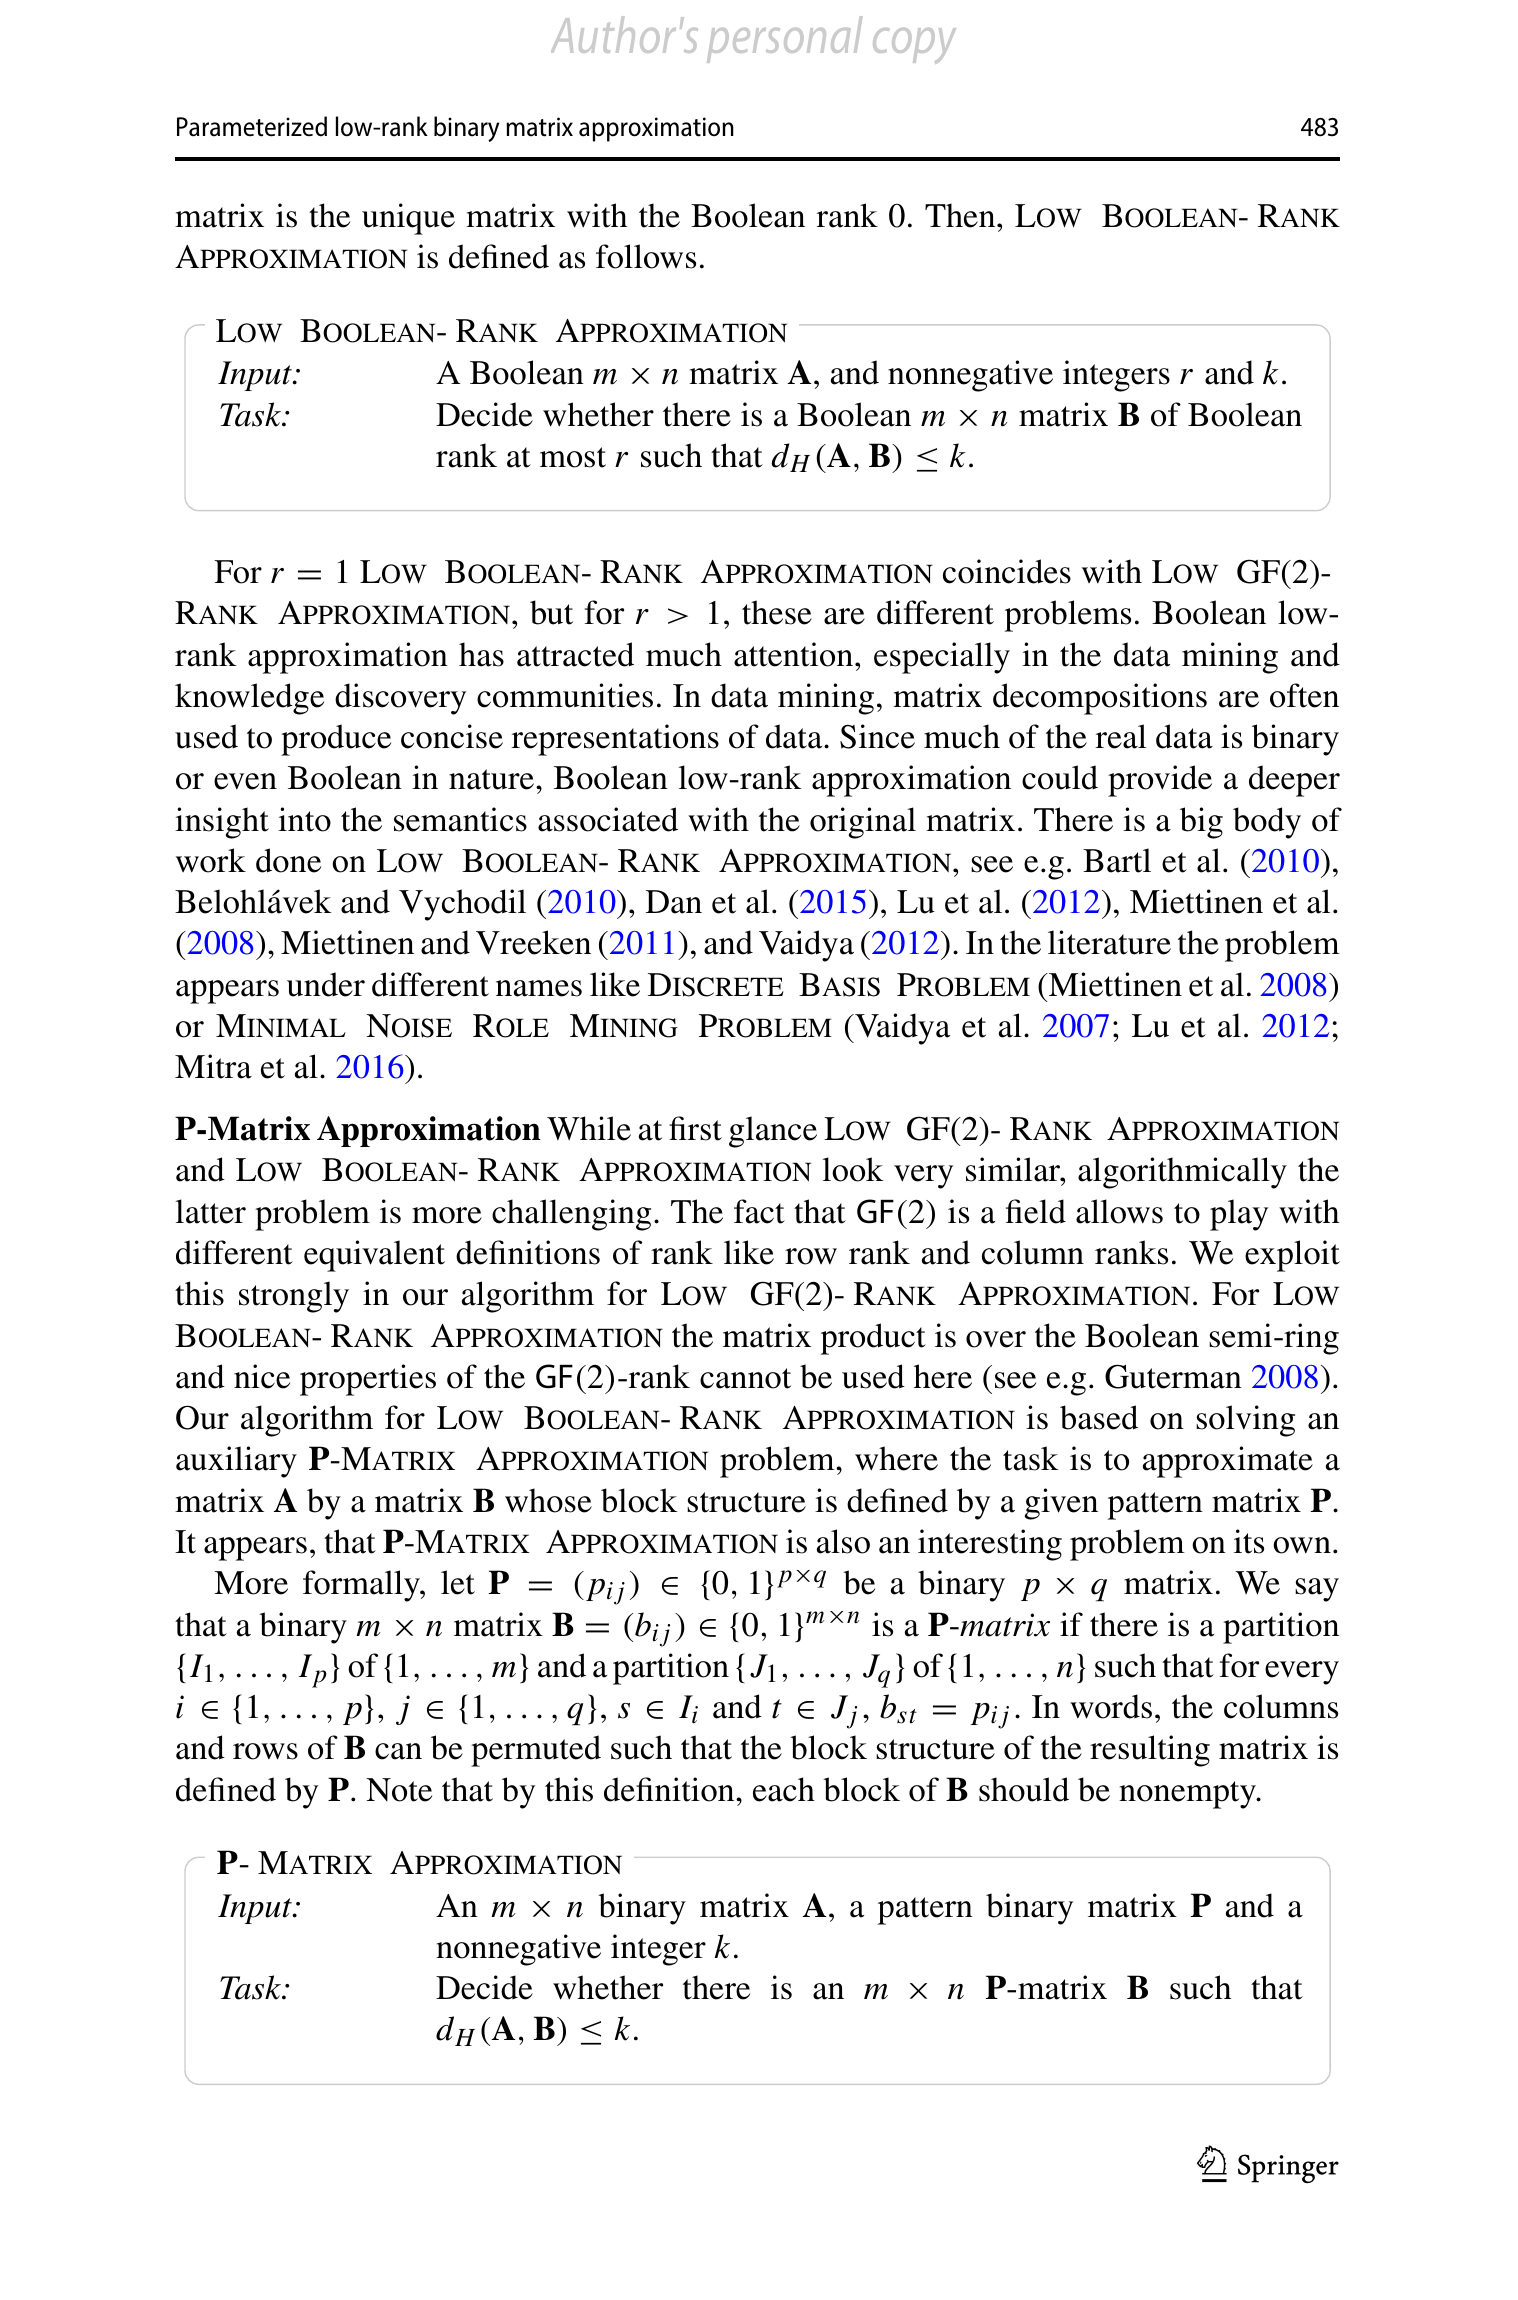 Author's personal copy
Parameterized low-rank binary matrix approximation 483
matrix is the unique matrix with the Boolean rank 0. Then, LOW BOOLEAN- RANK
APPROXIMATION is defined as follows.
LOW BOOLEAN- RANK APPROXIMATION
Input: A Boolean m × n matrix A, and nonnegative integers r and k.
Task: Decide whether there is a Boolean m × n matrix B of Boolean
rank at most r such that d_H(A, B) ≤ k.
For r = 1 LOW BOOLEAN- RANK APPROXIMATION coincides with LOW GF(2)-
RANK APPROXIMATION, but for r > 1, these are different problems. Boolean low-
rank approximation has attracted much attention, especially in the data mining and
knowledge discovery communities. In data mining, matrix decompositions are often
used to produce concise representations of data. Since much of the real data is binary
or even Boolean in nature, Boolean low-rank approximation could provide a deeper
insight into the semantics associated with the original matrix. There is a big body of
work done on LOW BOOLEAN- RANK APPROXIMATION, see e.g. Bartl et al. (2010),
Belohlávek and Vychodil (2010), Dan et al. (2015), Lu et al. (2012), Miettinen et al.
(2008), Miettinen and Vreeken (2011), and Vaidya (2012). In the literature the problem
appears under different names like DISCRETE BASIS PROBLEM (Miettinen et al. 2008)
or MINIMAL NOISE ROLE MINING PROBLEM (Vaidya et al. 2007; Lu et al. 2012;
Mitra et al. 2016).
P-Matrix Approximation While at first glance LOW GF(2)- RANK APPROXIMATION
and LOW BOOLEAN- RANK APPROXIMATION look very similar, algorithmically the
latter problem is more challenging. The fact that GF(2) is a field allows to play with
different equivalent definitions of rank like row rank and column ranks. We exploit
this strongly in our algorithm for LOW GF(2)- RANK APPROXIMATION. For LOW
BOOLEAN- RANK APPROXIMATION the matrix product is over the Boolean semi-ring
and nice properties of the GF(2)-rank cannot be used here (see e.g. Guterman 2008).
Our algorithm for LOW BOOLEAN- RANK APPROXIMATION is based on solving an
auxiliary P-MATRIX APPROXIMATION problem, where the task is to approximate a
matrix A by a matrix B whose block structure is defined by a given pattern matrix P.
It appears, that P-MATRIX APPROXIMATION is also an interesting problem on its own.
More formally, let P = (p_{ij}) ∈ {0, 1}^{p×q} be a binary p × q matrix. We say
that a binary m × n matrix B = (b_{ij}) ∈ {0, 1}^{m×n} is a P-matrix if there is a partition
{I_1, . . . , I_p} of {1, . . . , m} and a partition {J_1, . . . , J_q} of {1, . . . , n} such that for every
i ∈ {1, . . . , p}, j ∈ {1, . . . , q}, s ∈ I_i and t ∈ J_j, b_{st} = p_{ij}. In words, the columns
and rows of B can be permuted such that the block structure of the resulting matrix is
defined by P. Note that by this definition, each block of B should be nonempty.
P- MATRIX APPROXIMATION
Input: An m × n binary matrix A, a pattern binary matrix P and a
nonnegative integer k.
Task: Decide whether there is an m × n P-matrix B such that
d_H(A, B) ≤ k.
Springer